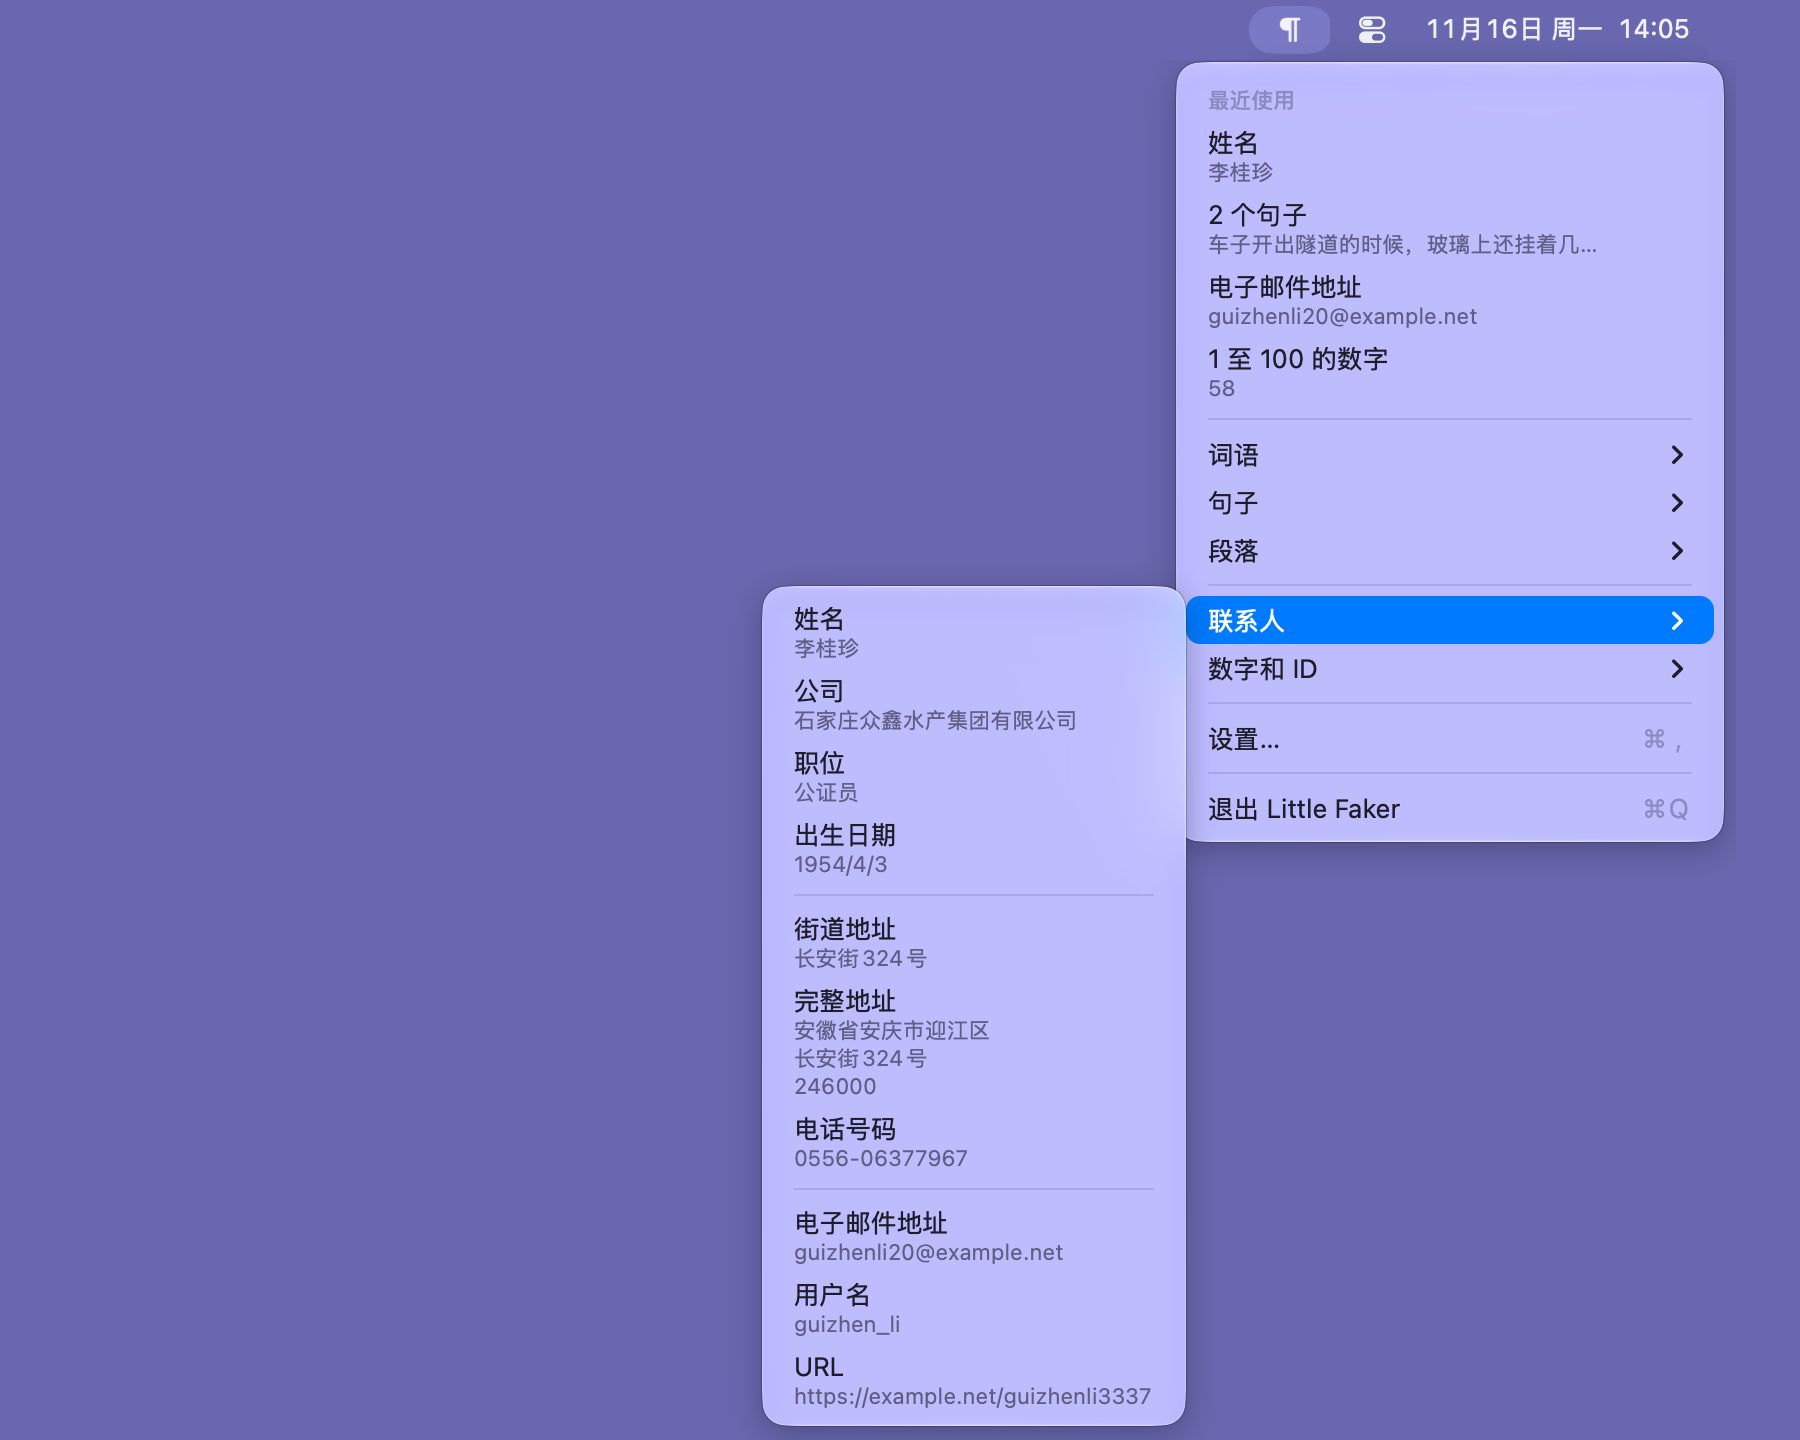 ¶ 11月16日 周一 14:05
最近使用
姓名
李桂珍
2 个句子
车子开出隧道的时候，玻璃上还挂着几...
电子邮件地址
guizhenli20@example.net
1 至 100 的数字
58
词语
句子
段落
联系人
数字和 ID
设置... ⌘ ,
退出 Little Faker ⌘Q
姓名
李桂珍
公司
石家庄众鑫水产集团有限公司
职位
公证员
出生日期
1954/4/3
街道地址
长安街324号
完整地址
安徽省安庆市迎江区
长安街324号
246000
电话号码
0556-06377967
电子邮件地址
guizhenli20@example.net
用户名
guizhen_li
URL
https://example.net/guizhenli3337